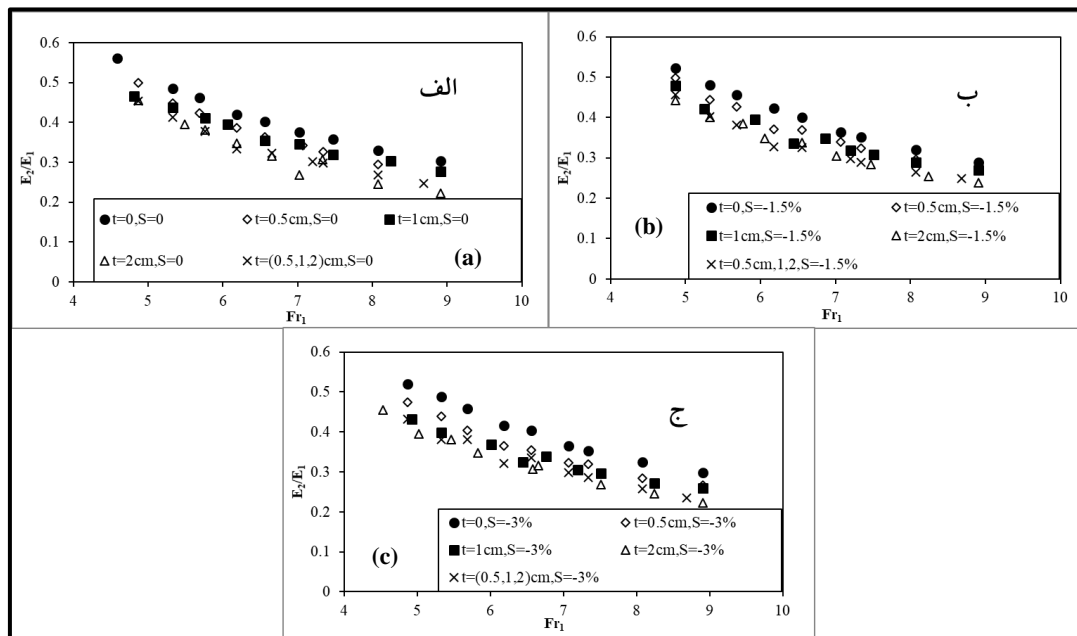 0.6
0.5
0.4
0.3
0.2
0.1
0
E₂/E₁
الف
t=0,S=0
t=0.5cm,S=0
t=1cm,S=0
t=2cm,S=0
t=(0.5,1,2)cm,S=0
(a)
4 5 6 7 8 9 10
Fr₁
0.6
0.5
0.4
0.3
0.2
0.1
0
E₂/E₁
ب
(b)
t=0,S=-1.5%
t=0.5cm,S=-1.5%
t=1cm,S=-1.5%
t=2cm,S=-1.5%
t=0.5cm,1,2,S=-1.5%
4 5 6 7 8 9 10
Fr₁
0.6
0.5
0.4
0.3
0.2
0.1
0
E₂/E₁
ج
(c)
t=0,S=-3%
t=0.5cm,S=-3%
t=1cm,S=-3%
t=2cm,S=-3%
t=(0.5,1,2)cm,S=-3%
4 5 6 7 8 9 10
Fr₁